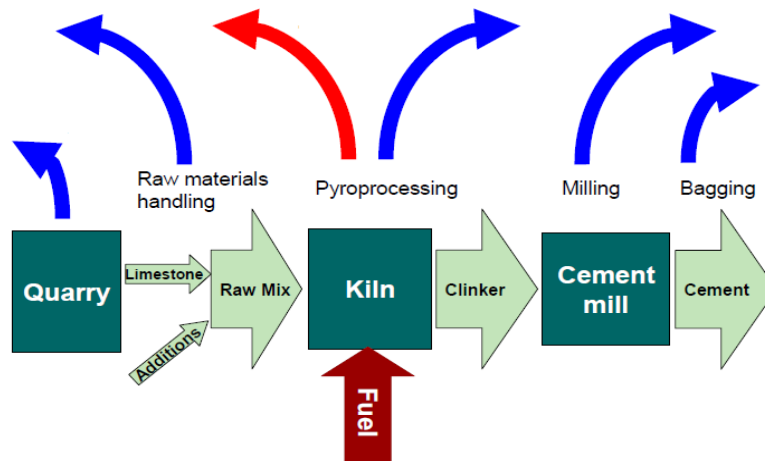 Raw materials
handling
Pyroprocessing
Milling
Bagging
Quarry
Limestone
Additions
Raw Mix
Kiln
Clinker
Cement
mill
Cement
Fuel